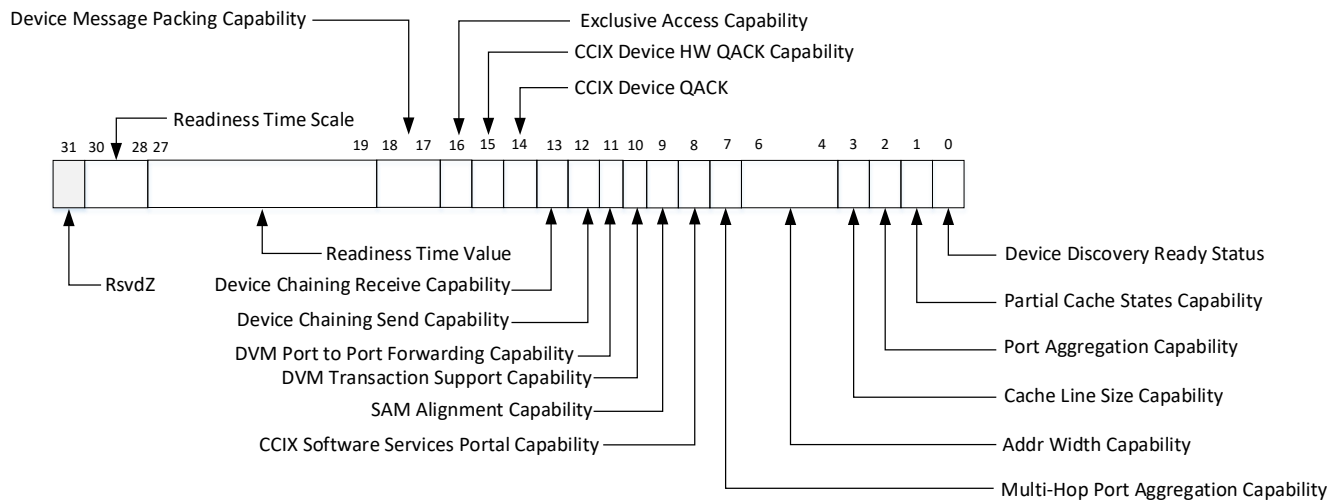 Device Message Packing Capability
Exclusive Access Capability
CCIX Device HW QACK Capability
CCIX Device QACK
Readiness Time Scale
31 30 28 27 19 18 17 16 15 14 13 12 11 10 9 8 7 6 4 3 2 1 0
Readiness Time Value
Device Discovery Ready Status
RsvdZ
Device Chaining Receive Capability
Partial Cache States Capability
Device Chaining Send Capability
Port Aggregation Capability
DVM Port to Port Forwarding Capability
DVM Transaction Support Capability
Cache Line Size Capability
SAM Alignment Capability
CCIX Software Services Portal Capability
Addr Width Capability
Multi-Hop Port Aggregation Capability